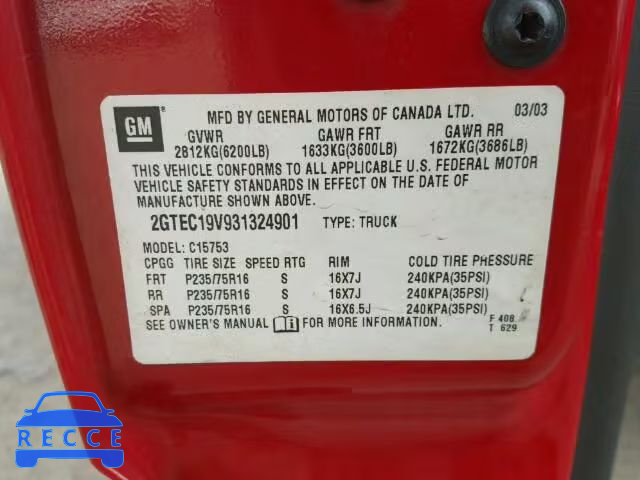 GM ® MFD BY GENERAL MOTORS OF CANADA LTD. 03/03
GVWR GAWR FRT GAWR RR
2812KG(6200LB) 1633KG(3600LB) 1672KG(3686LB)
THIS VEHICLE CONFORMS TO ALL APPLICABLE U.S. FEDERAL MOTOR
VEHICLE SAFETY STANDARDS IN EFFECT ON THE DATE OF
MANUFACTURE SHOWN ABOVE.
2GTEC19V931324901 TYPE: TRUCK
MODEL: C15753
CPGG TIRE SIZE SPEED RTG RIM COLD TIRE PRESSURE
FRT P235/75R16 S 16X7J 240KPA(35PSI)
RR P235/75R16 S 16X7J 240KPA(35PSI)
SPA P235/75R16 S 16X6.5J 240KPA(35PSI)
SEE OWNER'S MANUAL FOR MORE INFORMATION.
F 408
T 629
RECCE